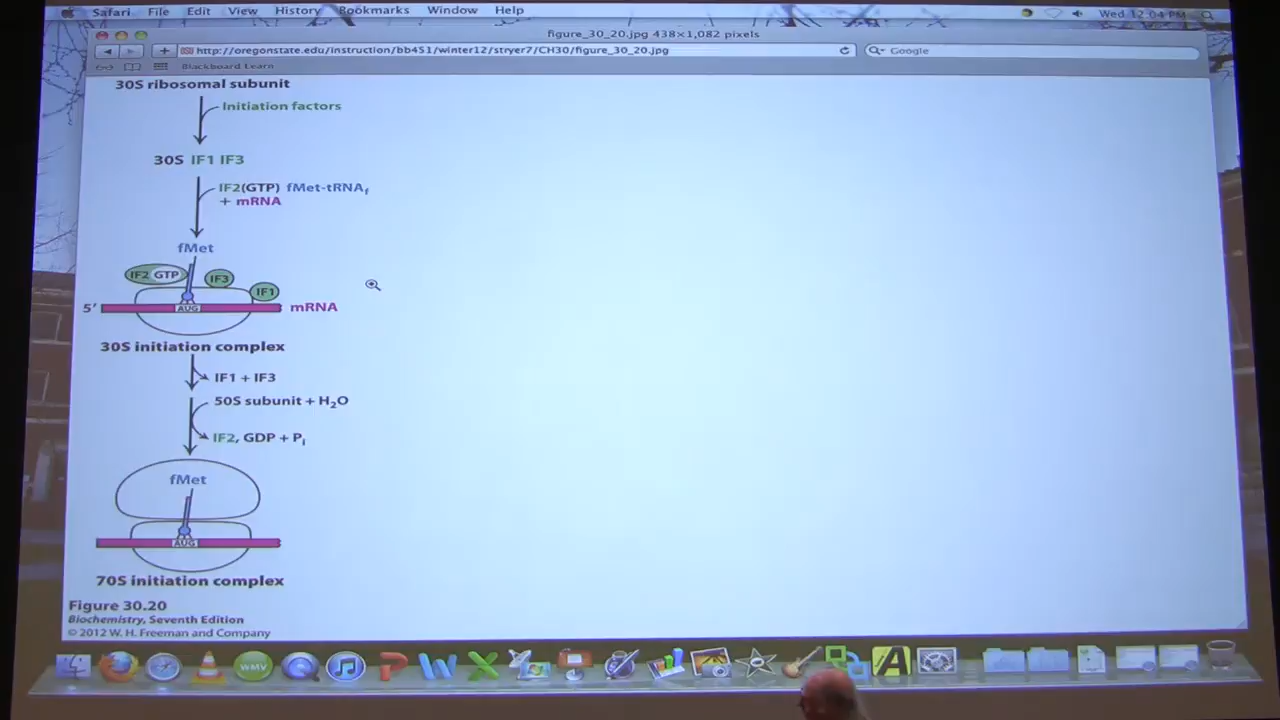 Safari File Edit View History Bookmarks Window Help Wed 12:04 PM
figure_30_20.jpg 438×1,082 pixels
http://oregonstate.edu/instruction/bb451/winter12/stryer7/CH30/figure_30_20.jpg
Google
Blackboard Learn
30S ribosomal subunit
Initiation factors
30S IF1 IF3
IF2(GTP) fMet-tRNAf
+ mRNA
fMet
IF2 GTP IF3
IF1
5′ AUG mRNA
30S initiation complex
IF1 + IF3
50S subunit + H2O
IF2, GDP + Pi
fMet
AUG
70S initiation complex
Figure 30.20
Biochemistry, Seventh Edition
© 2012 W. H. Freeman and Company
WMV